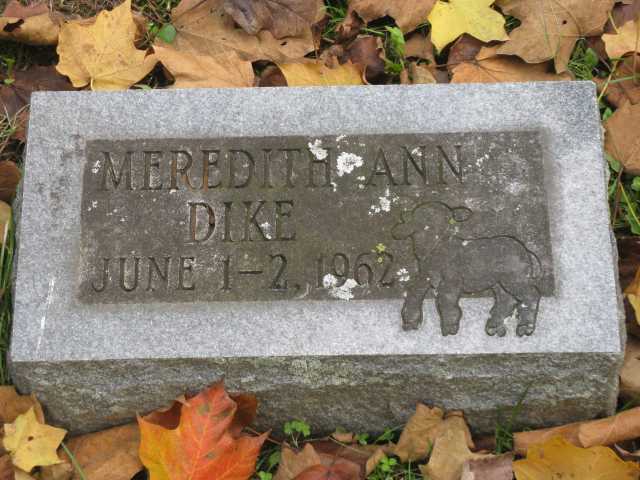 MEREDITH ANN
DIKE
JUNE 1-2, 1962